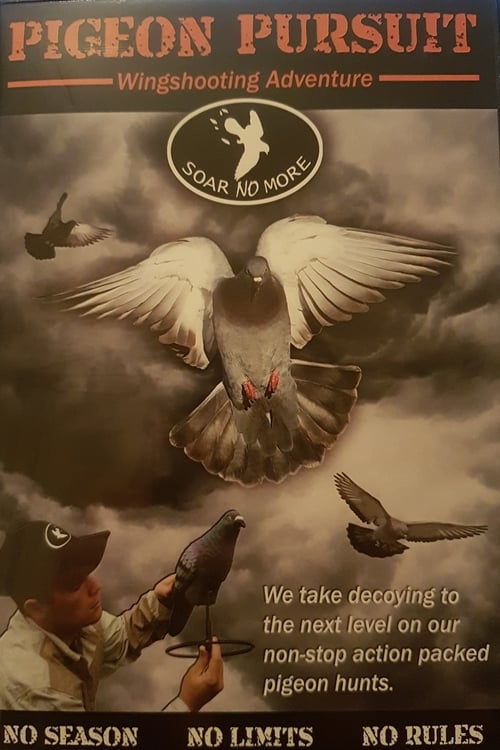 PIGEON PURSUIT
Wingshooting Adventure
SOAR NO MORE
We take decoying to
the next level on our
non-stop action packed
pigeon hunts.
NO SEASON NO LIMITS NO RULES